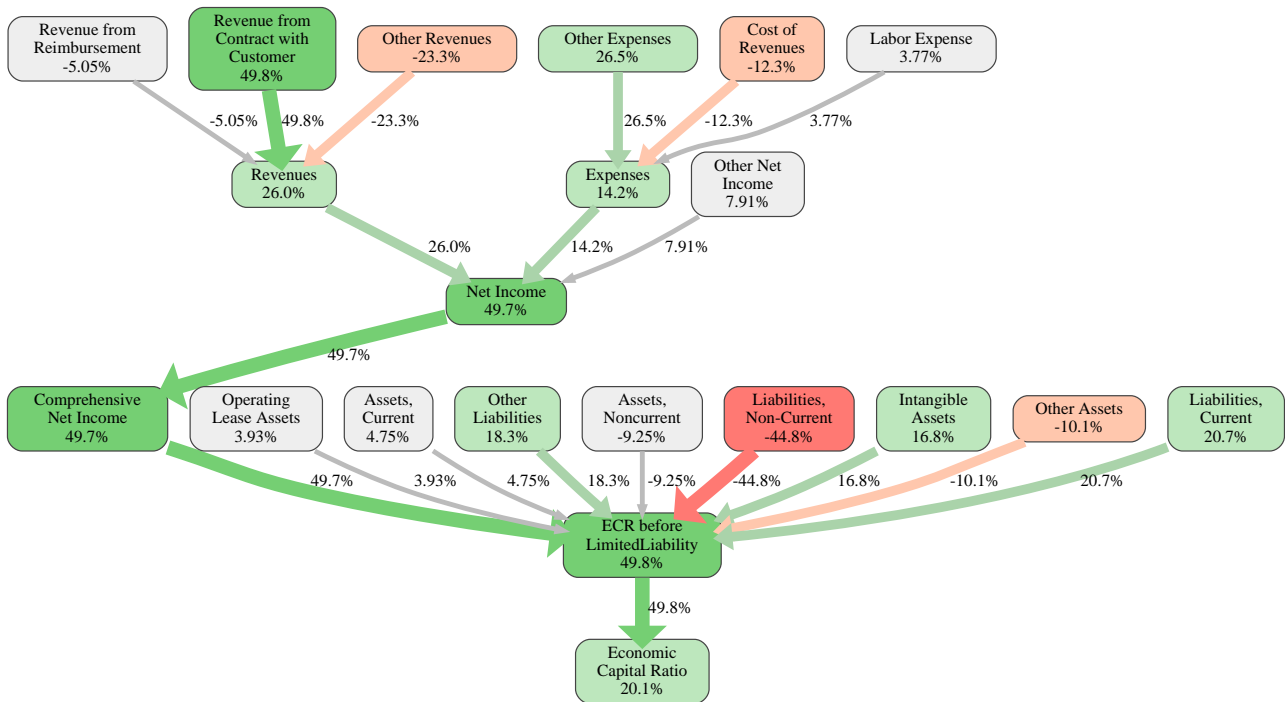 Revenue from
Reimbursement
-5.05%
Revenue from
Contract with
Customer
49.8%
Other Revenues
-23.3%
Other Expenses
26.5%
Cost of
Revenues
-12.3%
Labor Expense
3.77%
-5.05%
49.8%
-23.3%
26.5%
-12.3%
3.77%
Revenues
26.0%
Expenses
14.2%
Other Net
Income
7.91%
26.0%
14.2%
7.91%
Net Income
49.7%
49.7%
Comprehensive
Net Income
49.7%
Operating
Lease Assets
3.93%
Assets,
Current
4.75%
Other
Liabilities
18.3%
Assets,
Noncurrent
-9.25%
Liabilities,
Non-Current
-44.8%
Intangible
Assets
16.8%
Other Assets
-10.1%
Liabilities,
Current
20.7%
49.7%
3.93%
4.75%
18.3%
-9.25%
-44.8%
16.8%
-10.1%
20.7%
ECR before
LimitedLiability
49.8%
49.8%
Economic
Capital Ratio
20.1%